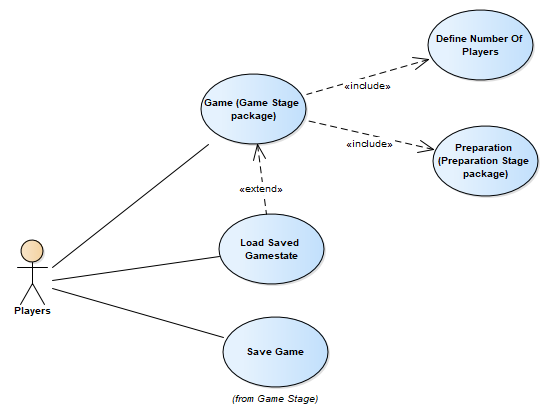 Define Number Of
Players
Game (Game Stage
package)
«include»
«include»
Preparation
(Preparation Stage
package)
«extend»
Load Saved
Gamestate
Players
Save Game
(from Game Stage)